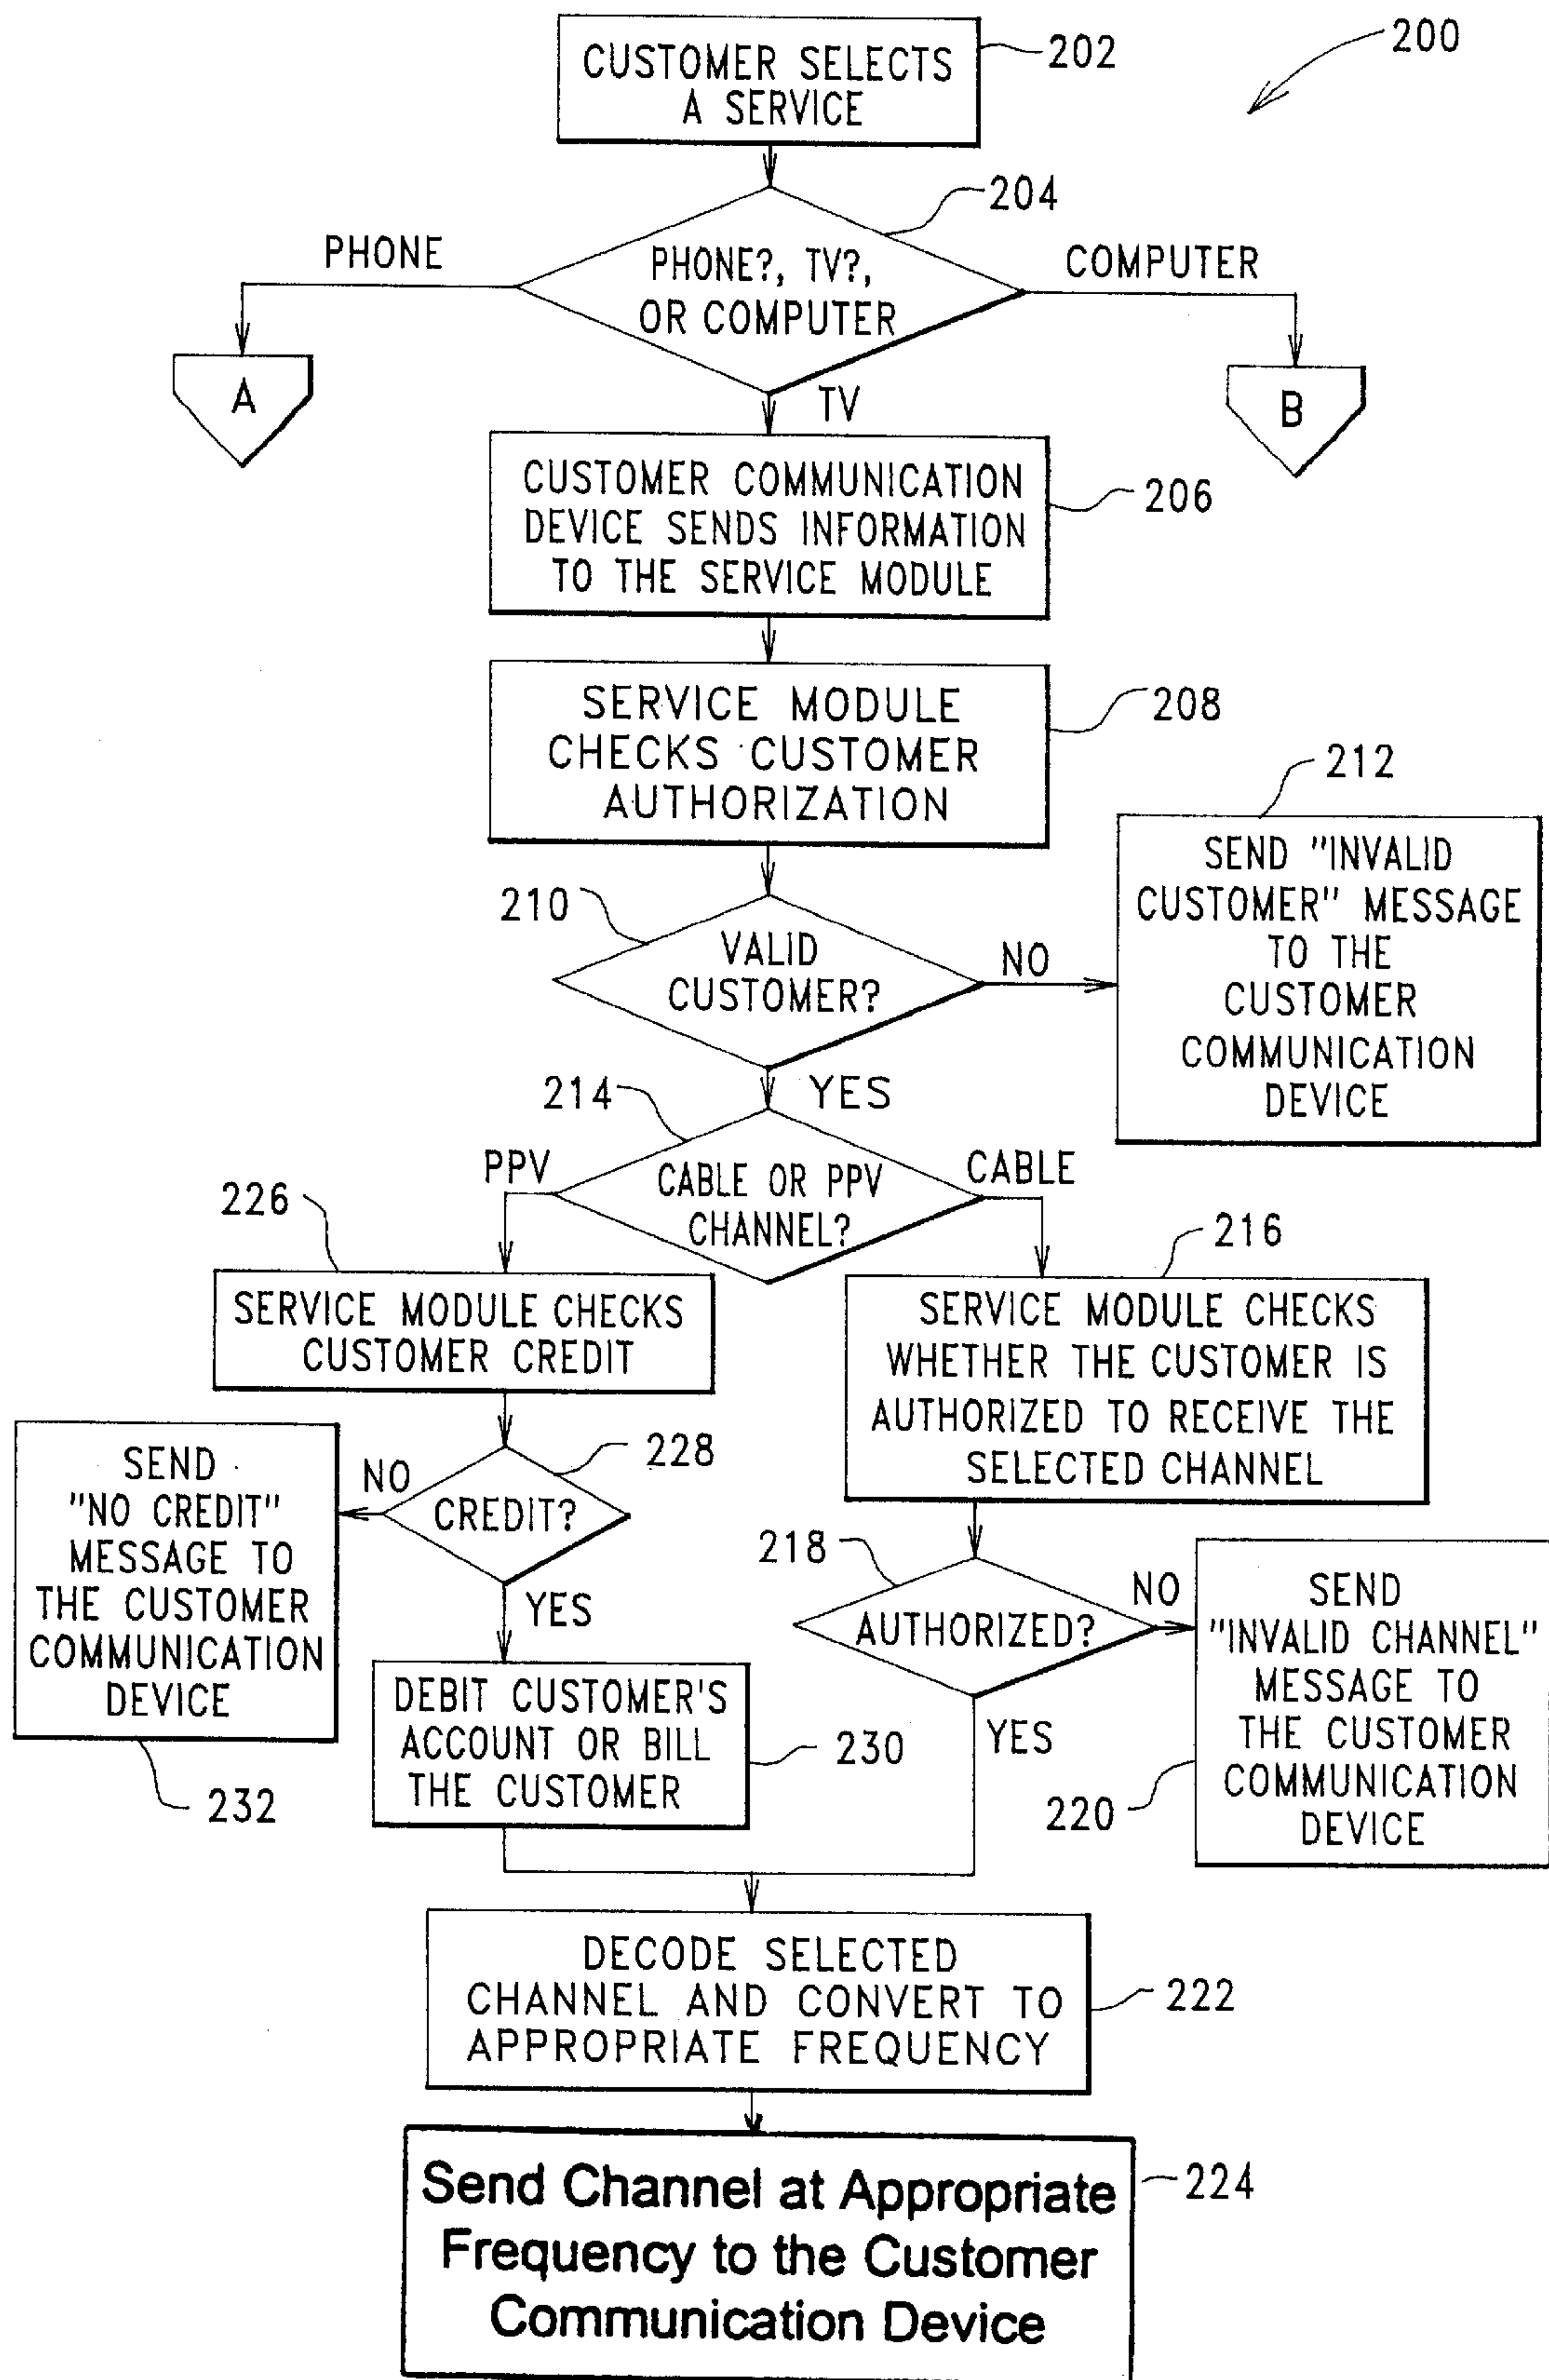 200
CUSTOMER SELECTS
A SERVICE
202
204
PHONE
PHONE?, TV?,
OR COMPUTER
COMPUTER
A
B
TV
CUSTOMER COMMUNICATION
DEVICE SENDS INFORMATION
TO THE SERVICE MODULE
206
SERVICE MODULE
CHECKS CUSTOMER
AUTHORIZATION
208
210
VALID
CUSTOMER?
NO
212
SEND "INVALID
CUSTOMER" MESSAGE
TO THE
CUSTOMER
COMMUNICATION
DEVICE
YES
214
PPV
CABLE OR PPV
CHANNEL?
CABLE
226
SERVICE MODULE CHECKS
CUSTOMER CREDIT
216
SERVICE MODULE CHECKS
WHETHER THE CUSTOMER IS
AUTHORIZED TO RECEIVE THE
SELECTED CHANNEL
228
CREDIT?
NO
SEND
"NO CREDIT"
MESSAGE TO
THE CUSTOMER
COMMUNICATION
DEVICE
232
YES
DEBIT CUSTOMER'S
ACCOUNT OR BILL
THE CUSTOMER
230
218
AUTHORIZED?
NO
SEND
"INVALID CHANNEL"
MESSAGE TO
THE CUSTOMER
COMMUNICATION
DEVICE
220
YES
DECODE SELECTED
CHANNEL AND CONVERT TO
APPROPRIATE FREQUENCY
222
Send Channel at Appropriate
Frequency to the Customer
Communication Device
224